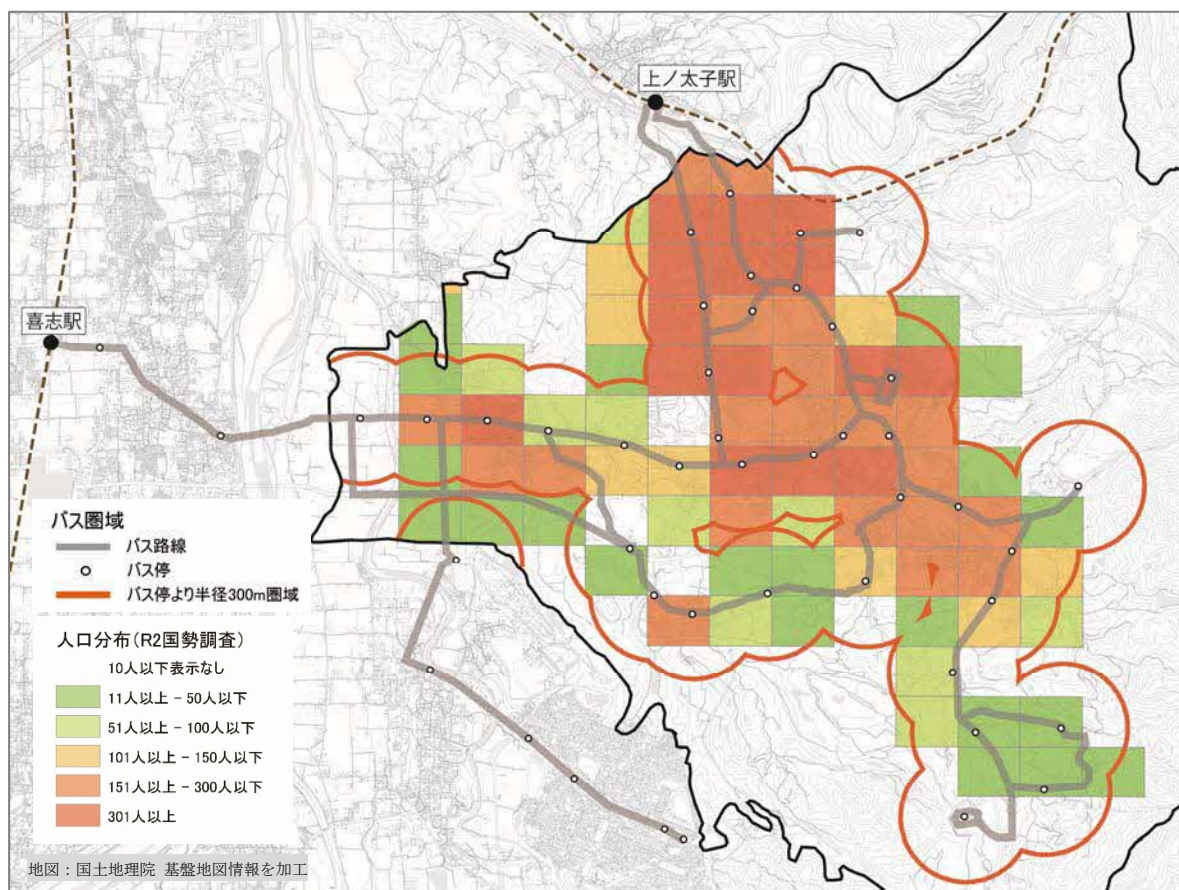 上ノ太子駅
喜志駅
バス圏域
バス路線
バス停
バス停より半径300m圏域
人口分布(R2国勢調査)
10人以下表示なし
11人以上 - 50人以下
51人以上 - 100人以下
101人以上 - 150人以下
151人以上 - 300人以下
301人以上
地図：国土地理院 基盤地図情報を加工